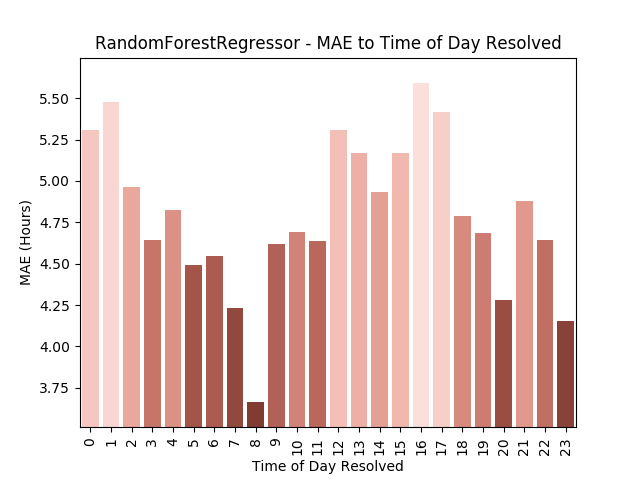 RandomForestRegressor - MAE to Time of Day Resolved
MAE (Hours)
5.50
5.25
5.00
4.75
4.50
4.25
4.00
3.75
0 1 2 3 4 5 6 7 8 9 10 11 12 13 14 15 16 17 18 19 20 21 22 23
Time of Day Resolved